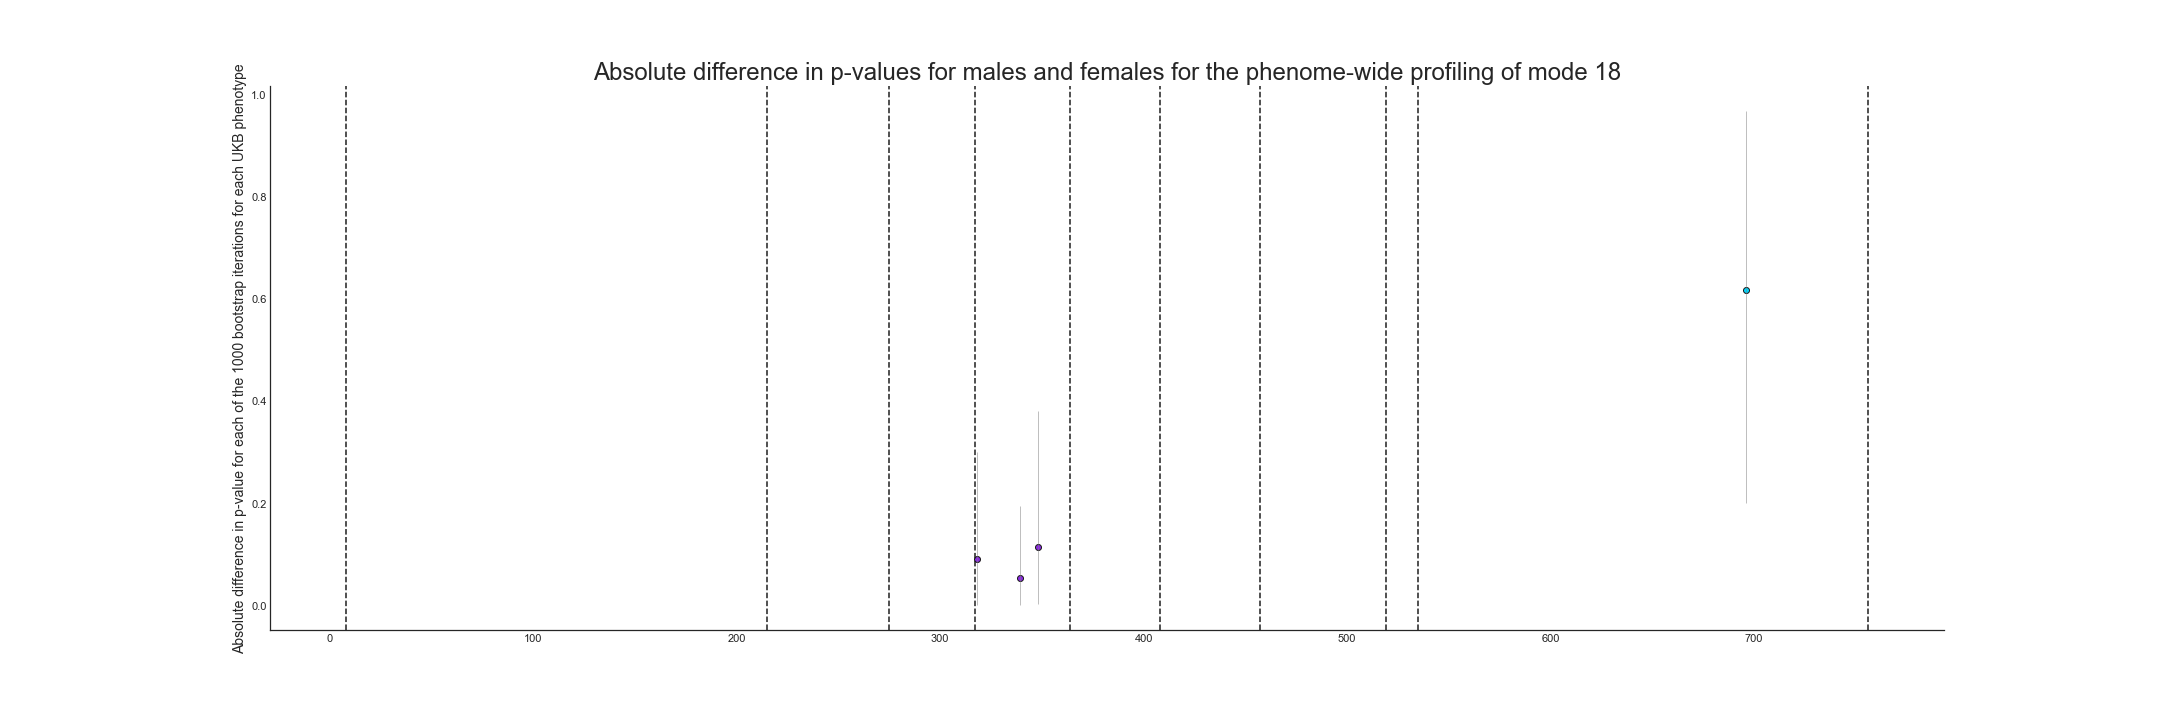 Absolute difference in p-values for males and females for the phenome-wide profiling of mode 18
Absolute difference in p-value for each of the 1000 bootstrap iterations for each UKB phenotype
1.0
0.8
0.6
0.4
0.2
0.0
0 100 200 300 400 500 600 700